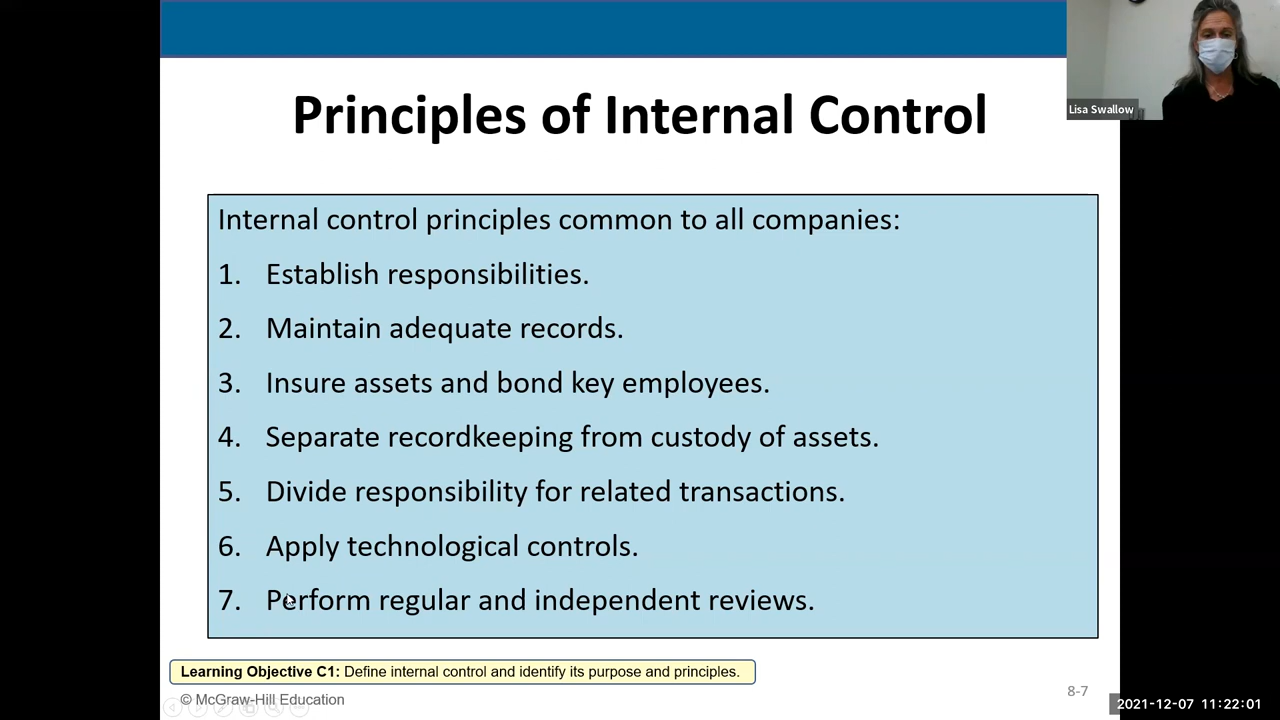 Principles of Internal Control
Lisa Swallow
Internal control principles common to all companies:
1. Establish responsibilities.
2. Maintain adequate records.
3. Insure assets and bond key employees.
4. Separate recordkeeping from custody of assets.
5. Divide responsibility for related transactions.
6. Apply technological controls.
7. Perform regular and independent reviews.
Learning Objective C1: Define internal control and identify its purpose and principles.
© McGraw-Hill Education
8-7
2021-12-07 11:22:01